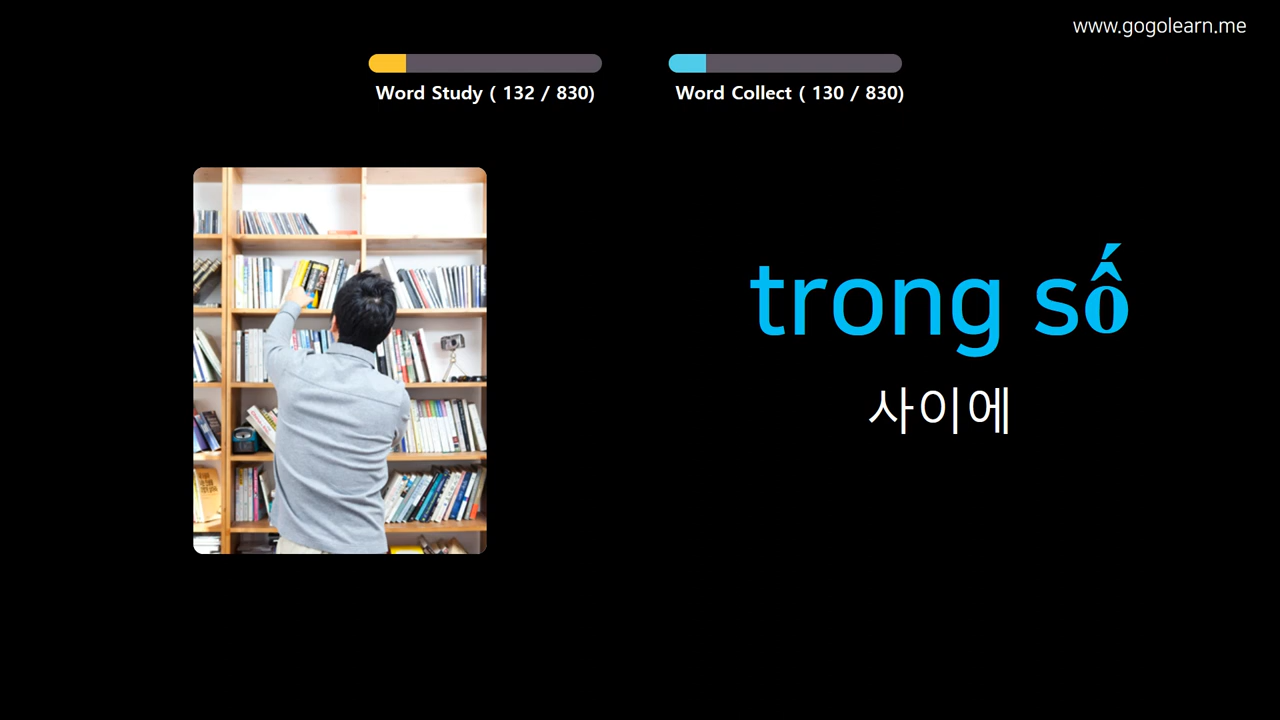 www.gogolearn.me
Word Study ( 132 / 830)
Word Collect ( 130 / 830)
trong số
사이에